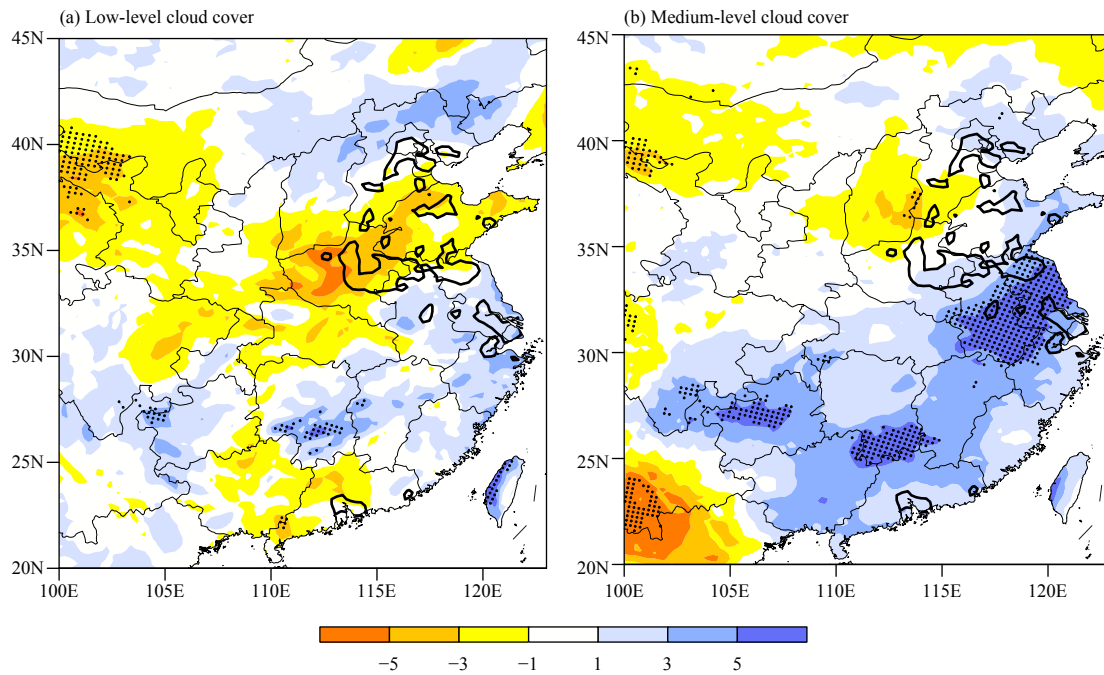 (a) Low-level cloud cover
(b) Medium-level cloud cover
45N
40N
35N
30N
25N
20N
100E 105E 110E 115E 120E
45N
40N
35N
30N
25N
20N
100E 105E 110E 115E 120E
−5 −3 −1 1 3 5